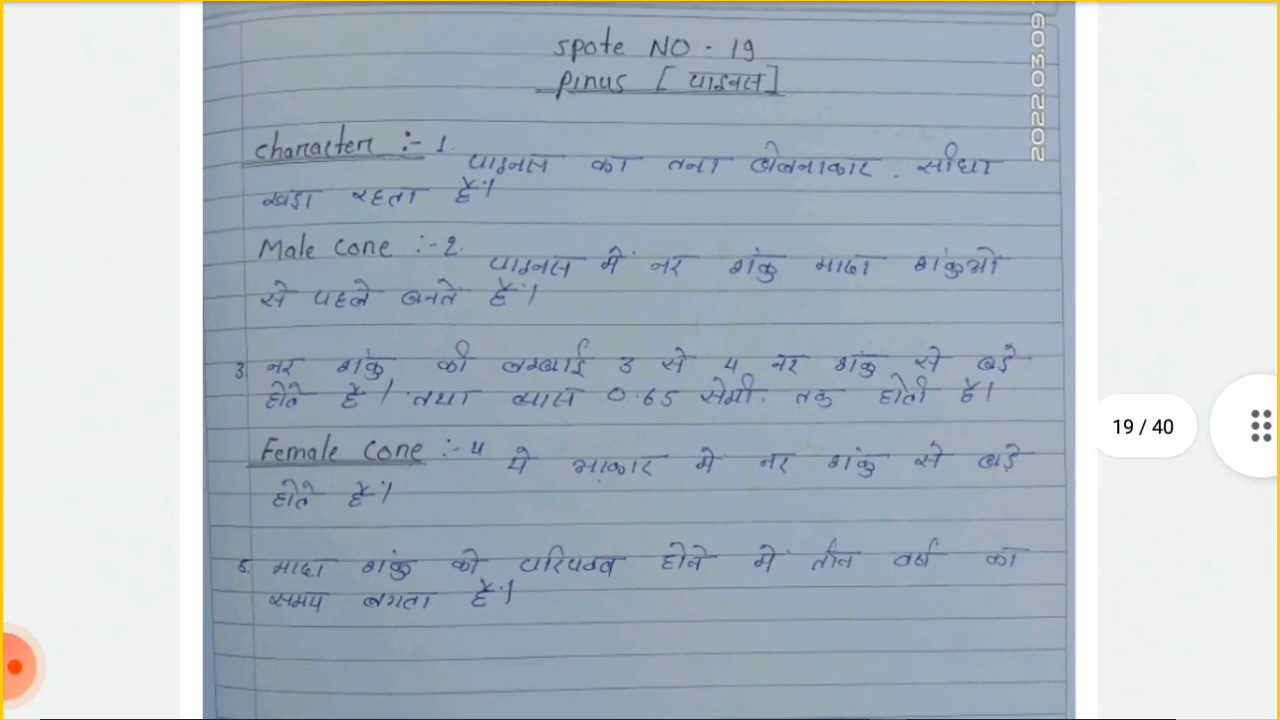 spote NO - 19
pinus [पाइनस]
character :- 1.
पाइनस का तना बेलनाकार. सीधा
खड़ा रहता हैं।
Male cone :- 2.
पाइनस में नर शंकु मादा शंकुओ
से पहले बनते हैं।
3. नर शंकु की लम्बाई 3 से 4 नर शंकु से बड़े
होते हैं। तथा व्यास 0.65 सेमी. तक होती हैं।
Female cone :- 4
ये आकार में नर शंकु से बड़े
होते हैं।
5. मादा शंकु को परिपक्व होने में तीन वर्ष का
समय लगता हैं।
2022.03.09
19 / 40